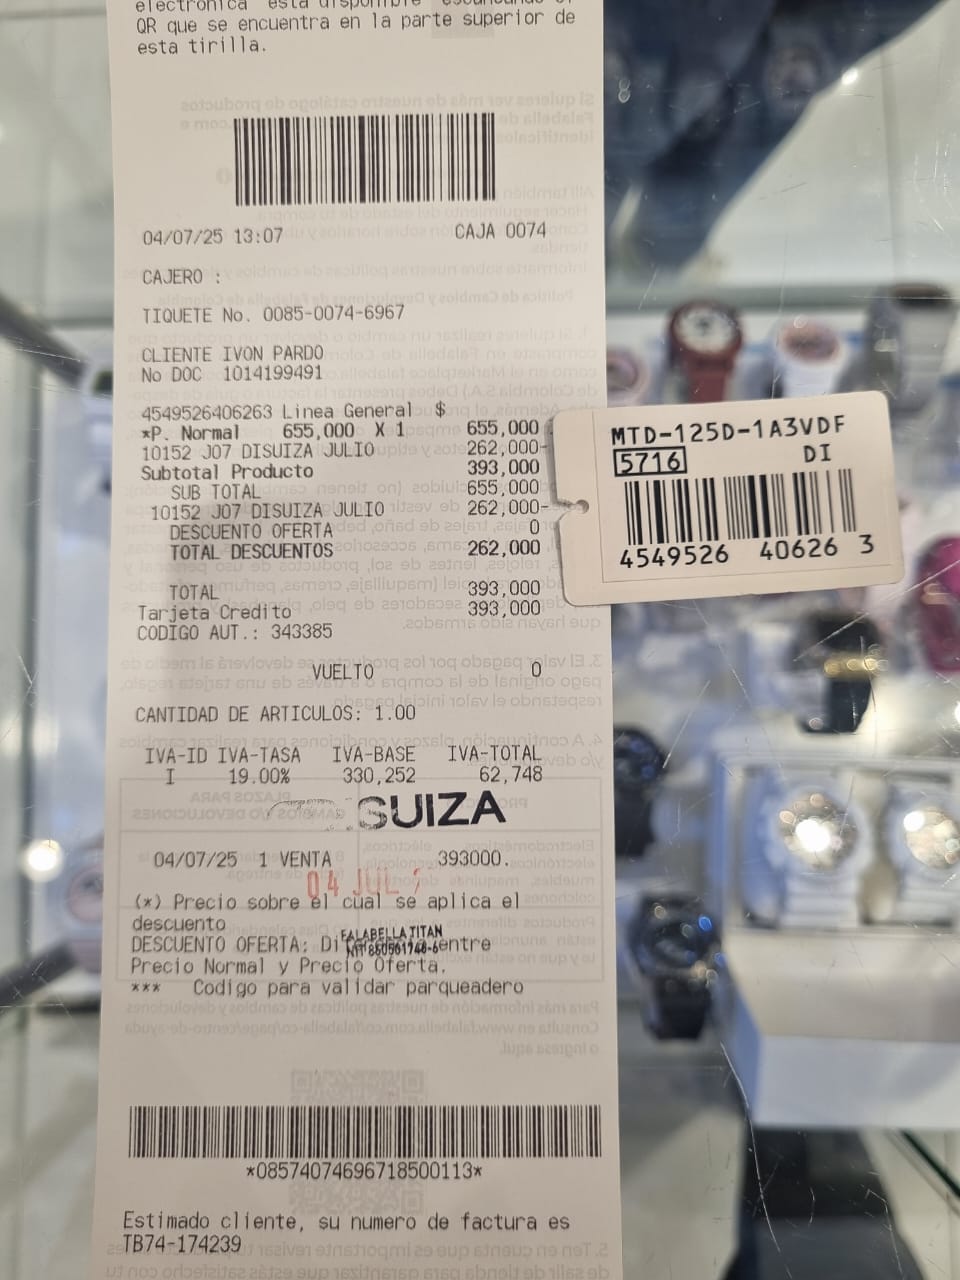 electrónica está disponible escaneando el
QR que se encuentra en la parte superior de
esta tirilla.
04/07/25 13:07 CAJA 0074
CAJERO :
TIQUETE No. 0085-0074-6967
CLIENTE IVON PARDO
No DOC 1014199491
4549526406263 Linea General $
*P. Normal 655,000 X 1 655,000
10152 J07 DISUIZA JULIO 262,000-
Subtotal Producto 393,000
SUB TOTAL 655,000
10152 J07 DISUIZA JULIO 262,000-
DESCUENTO OFERTA 0
TOTAL DESCUENTOS 262,000
TOTAL 393,000
Tarjeta Credito 393,000
CODIGO AUT.: 343385
VUELTO 0
CANTIDAD DE ARTICULOS: 1.00
IVA-ID IVA-TASA IVA-BASE IVA-TOTAL
I 19.00% 330,252 62,748
SUIZA
04/07/25 1 VENTA 393000.
04 JUL
(*) Precio sobre el cual se aplica el
descuento
FALABELLA TITAN
DESCUENTO OFERTA: entre
NIT 860561748-6
Precio Normal y Precio Oferta.
*** Codigo para validar parqueadero
*08574074696718500113*
Estimado cliente, su numero de factura es
TB74-174239
MTD-125D-1A3VDF
5716 DI
4549526 40626 3